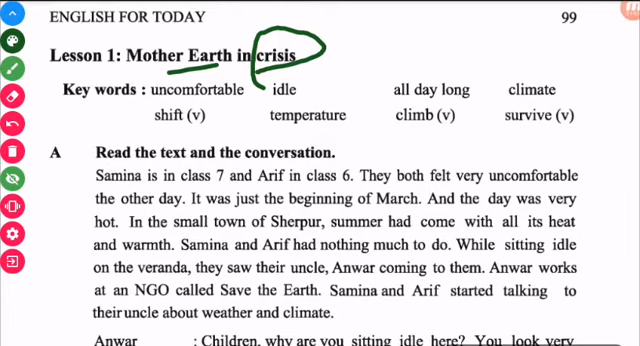 ENGLISH FOR TODAY 99
Lesson 1: Mother Earth in crisis
Key words : uncomfortable idle all day long climate
shift (v) temperature climb (v) survive (v)
A Read the text and the conversation.
Samina is in class 7 and Arif in class 6. They both felt very uncomfortable
the other day. It was just the beginning of March. And the day was very
hot. In the small town of Sherpur, summer had come with all its heat
and warmth. Samina and Arif had nothing much to do. While sitting idle
on the veranda, they saw their uncle, Anwar coming to them. Anwar works
at an NGO called Save the Earth. Samina and Arif started talking to
their uncle about weather and climate.
Anwar : Children, why are you sitting idle here? You look very